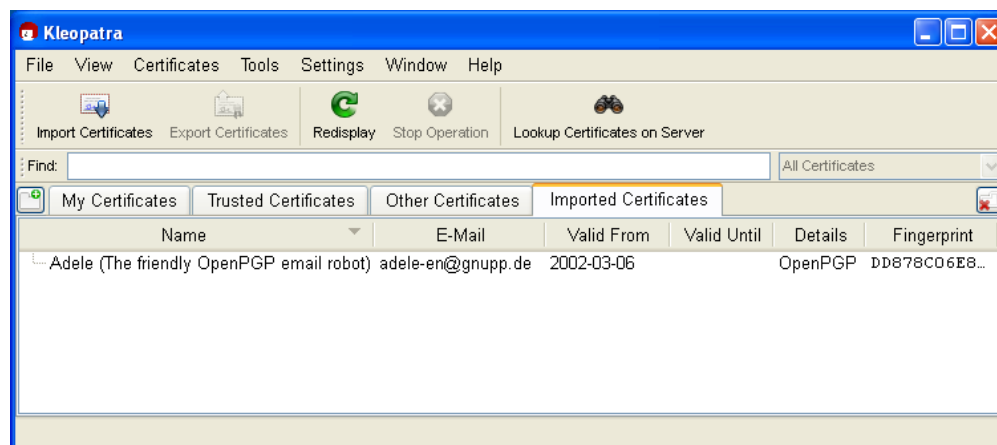 Kleopatra
File View Certificates Tools Settings Window Help
Import Certificates Export Certificates Redisplay Stop Operation Lookup Certificates on Server
Find: All Certificates
My Certificates Trusted Certificates Other Certificates Imported Certificates
Name E-Mail Valid From Valid Until Details Fingerprint
Adele (The friendly OpenPGP email robot) adele-en@gnupp.de 2002-03-06 OpenPGP DD878C06E8…